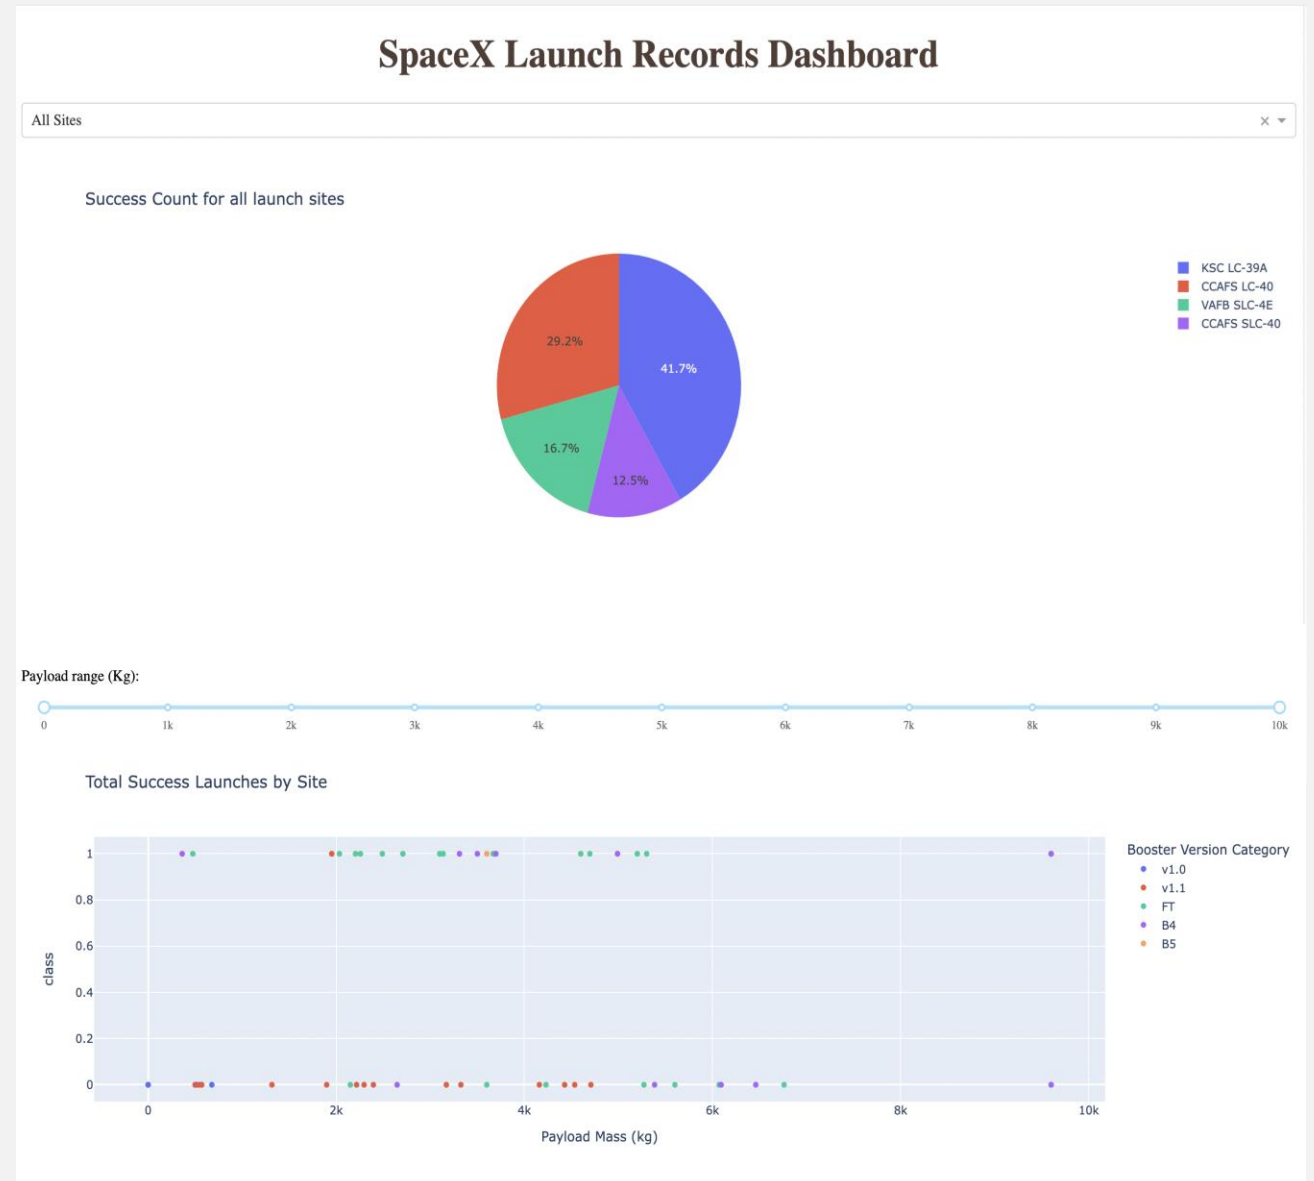 SpaceX Launch Records Dashboard
All Sites
Success Count for all launch sites
KSC LC-39A
CCAFS LC-40
VAFB SLC-4E
CCAFS SLC-40
29.2%
41.7%
16.7%
12.5%
Payload range (Kg):
0 1k 2k 3k 4k 5k 6k 7k 8k 9k 10k
Total Success Launches by Site
Booster Version Category
v1.0
v1.1
FT
B4
B5
class
1
0.8
0.6
0.4
0.2
0
0 2k 4k 6k 8k 10k
Payload Mass (kg)